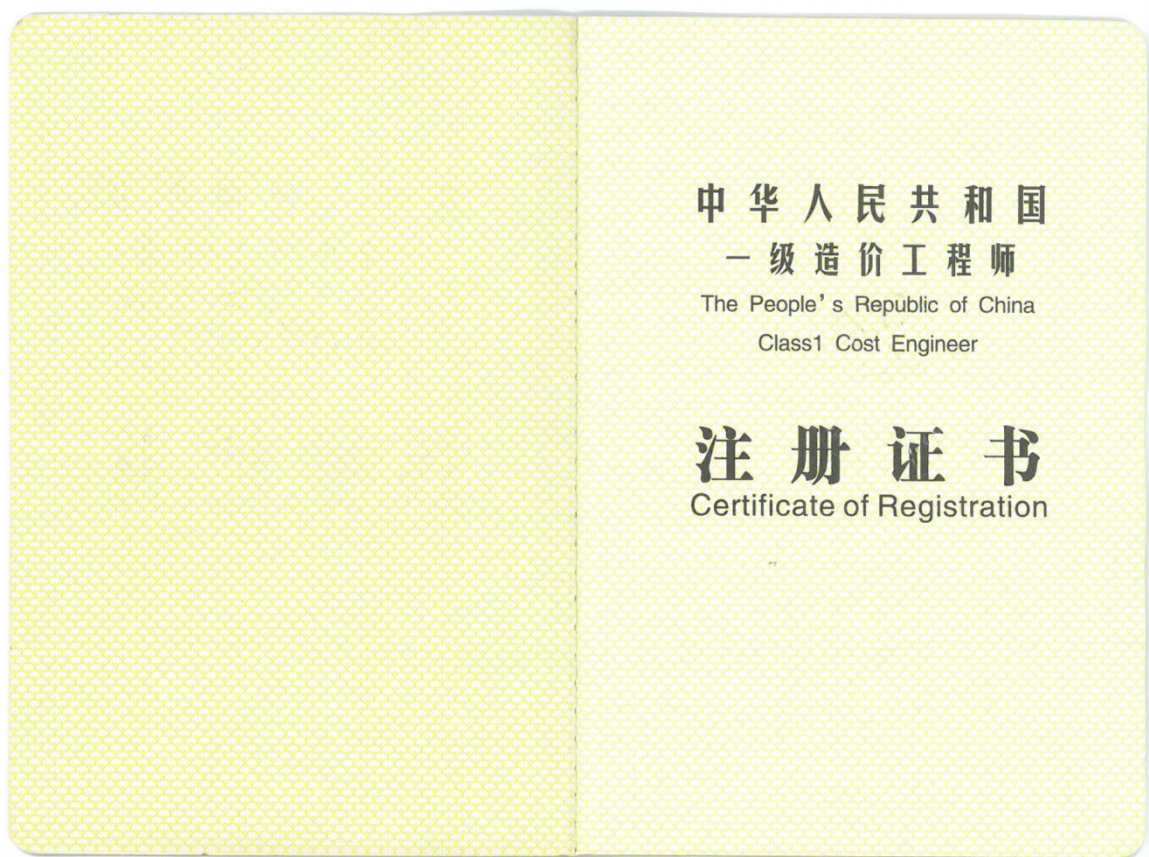 中华人民共和国
一级造价工程师
The People's Republic of China
Class1 Cost Engineer
注册证书
Certificate of Registration